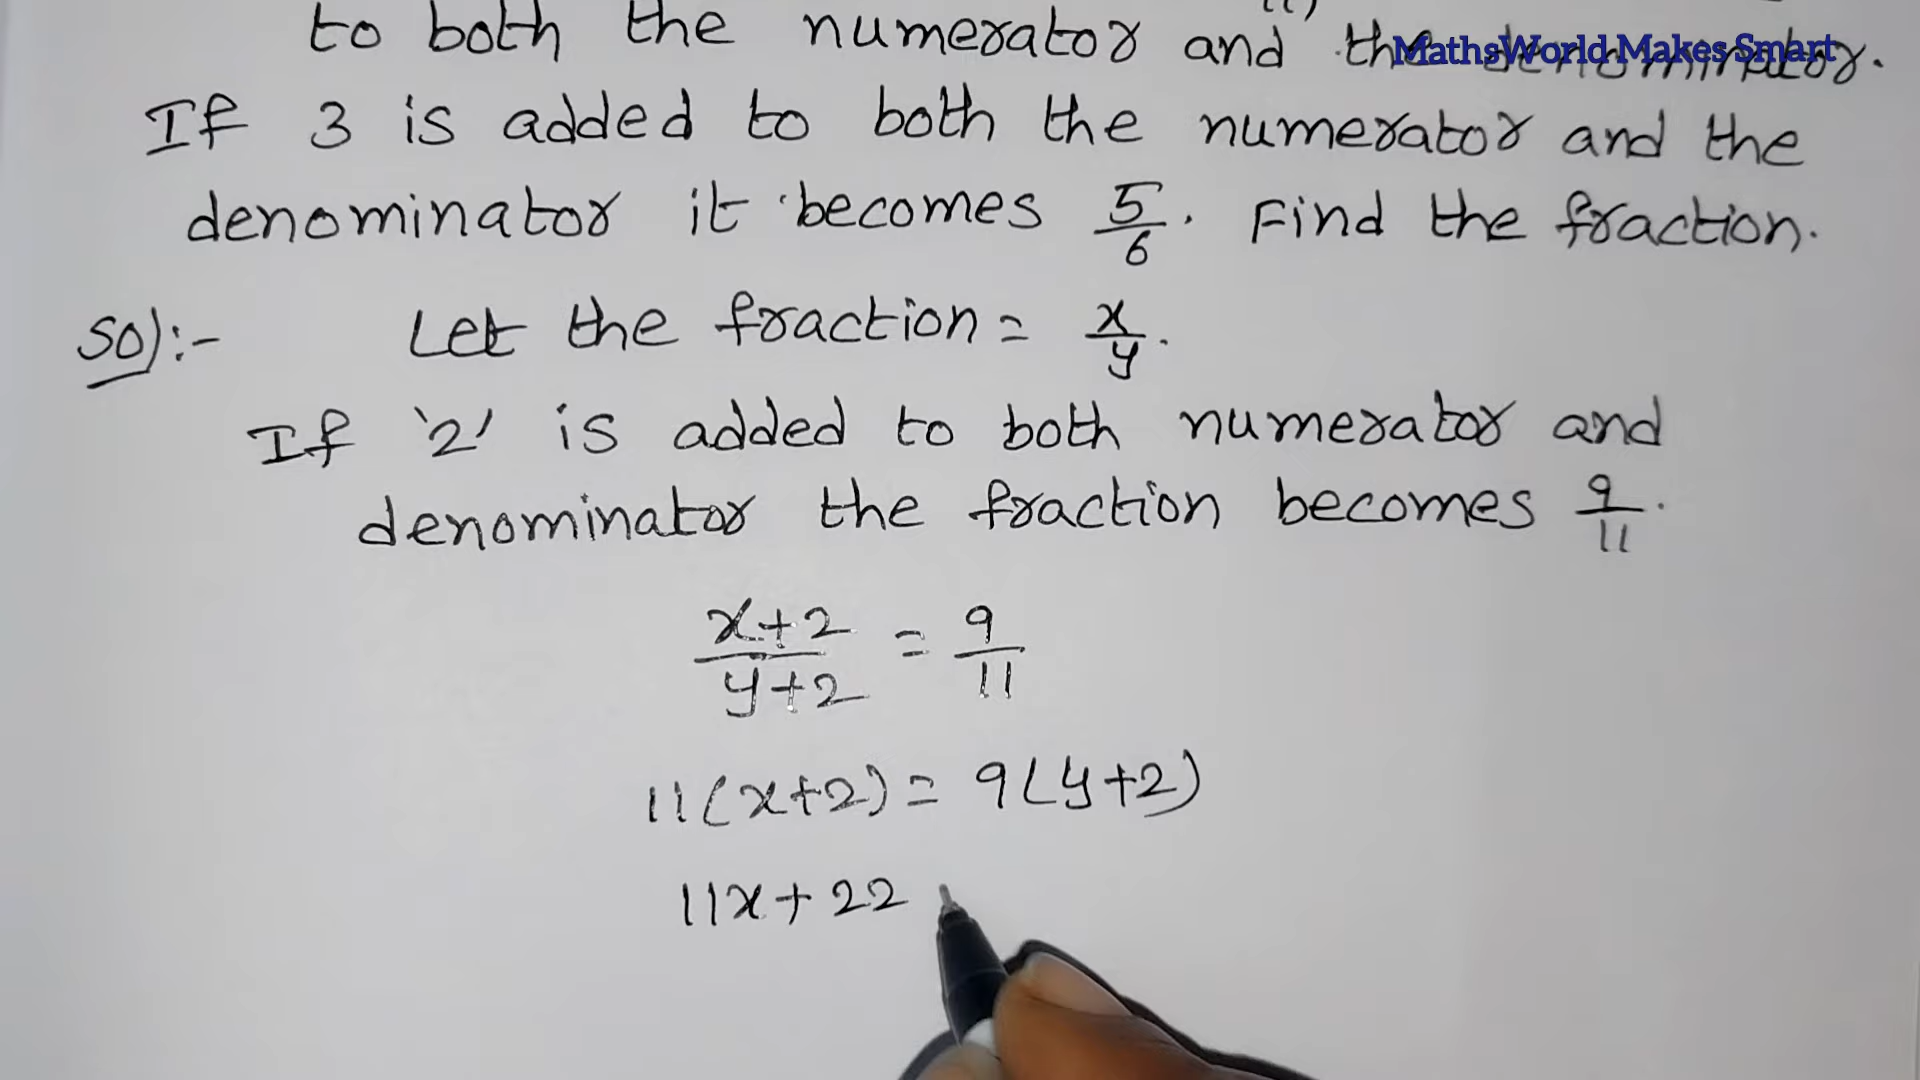 to both the numerator and the denominator.
MathsWorld Makes Smart
If 3 is added to both the numerator and the
denominator it becomes 5/6. Find the fraction.
Sol:- Let the fraction = x/y.
If '2' is added to both numerator and
denominator the fraction becomes 9/11.
x+2/y+2 = 9/11
11(x+2) = 9(y+2)
11x+22